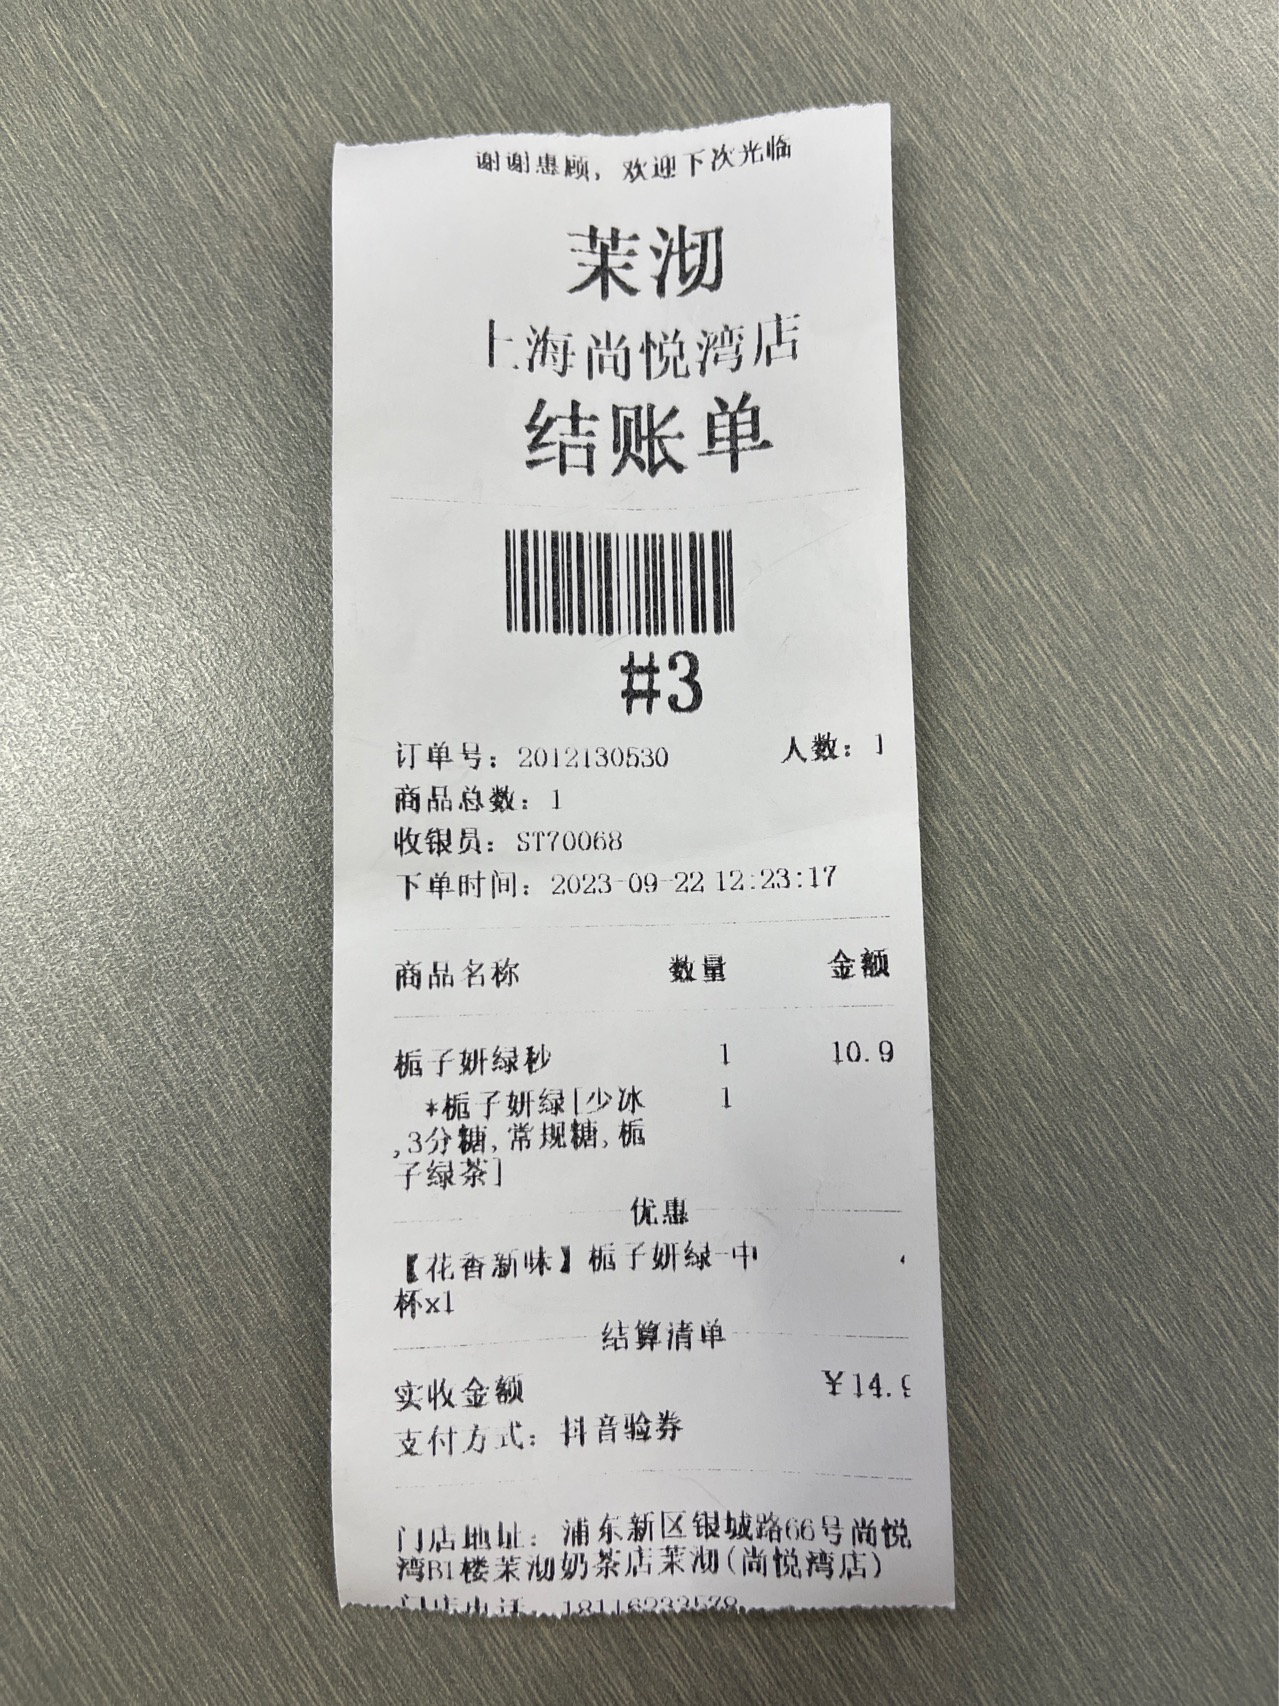 谢谢惠顾，欢迎下次光临
茉沏
上海尚悦湾店
结账单
#3
订单号：2012130530 人数：1
商品总数：1
收银员：ST70068
下单时间：2023-09-22 12:23:17
商品名称 数量 金额
栀子妍绿秒 1 10.9
*栀子妍绿[少冰 1
,3分糖,常规糖,栀
子绿茶]
优惠
【花香新味】栀子妍绿-中
杯x1
结算清单
实收金额 ¥14.
支付方式：抖音验券
门店地址：浦东新区银城路66号尚悦
湾B1楼茉沏奶茶店茉沏(尚悦湾店)
门店电话